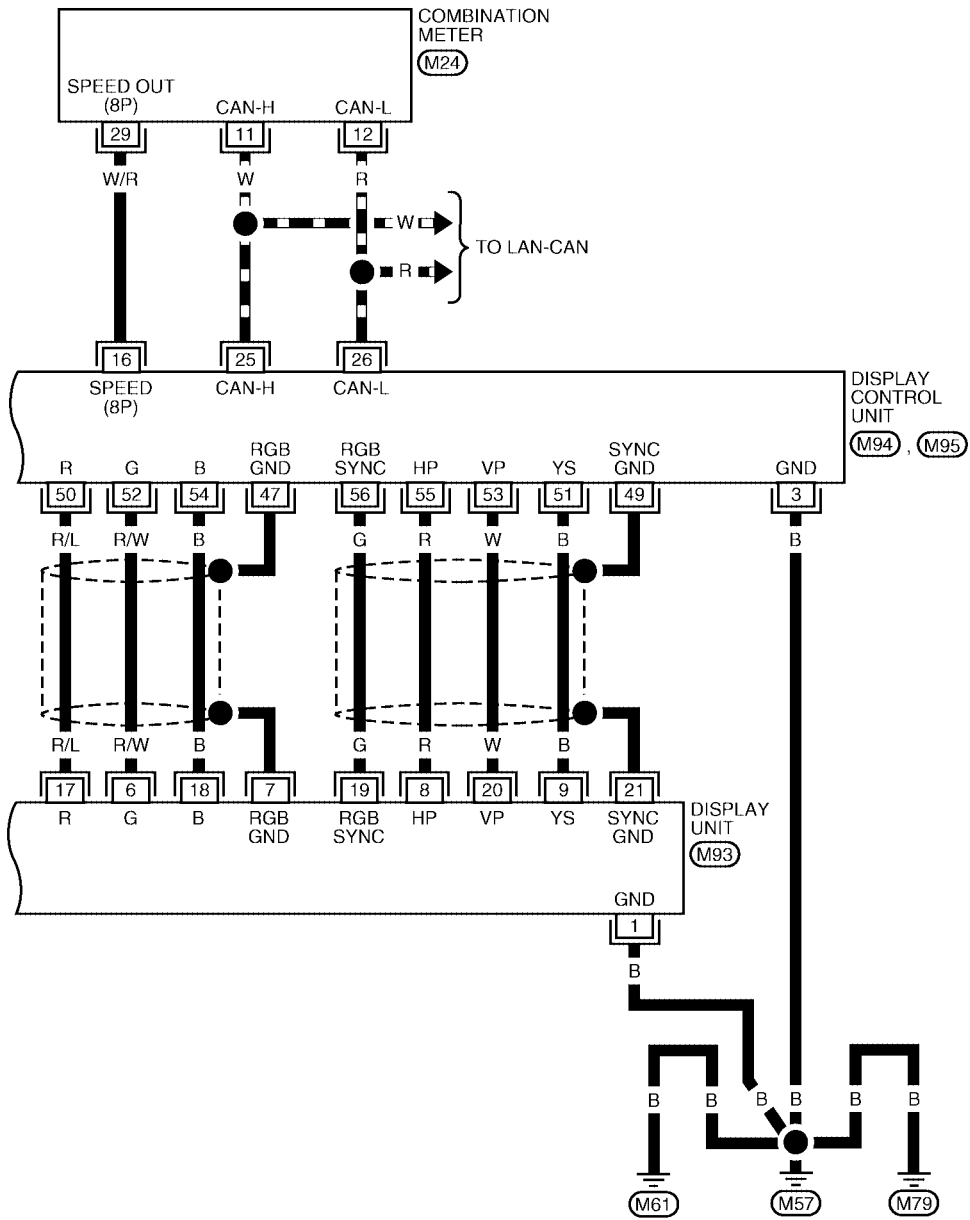 COMBINATION
METER
M24
SPEED OUT
(8P)
CAN-H
CAN-L
29
11
12
W/R
W
R
W
R
TO LAN-CAN
16
25
26
SPEED
(8P)
CAN-H
CAN-L
DISPLAY
CONTROL
UNIT
M94 , M95
R
G
B
RGB
GND
RGB
SYNC
HP
VP
YS
SYNC
GND
GND
50
52
54
47
56
55
53
51
49
3
R/L
R/W
B
G
R
W
B
B
R/L
R/W
B
G
R
W
B
17
6
18
7
19
8
20
9
21
R
G
B
RGB
GND
RGB
SYNC
HP
VP
YS
SYNC
GND
DISPLAY
UNIT
M93
GND
1
B
B
B
B
B
B
B
M61
M57
M79